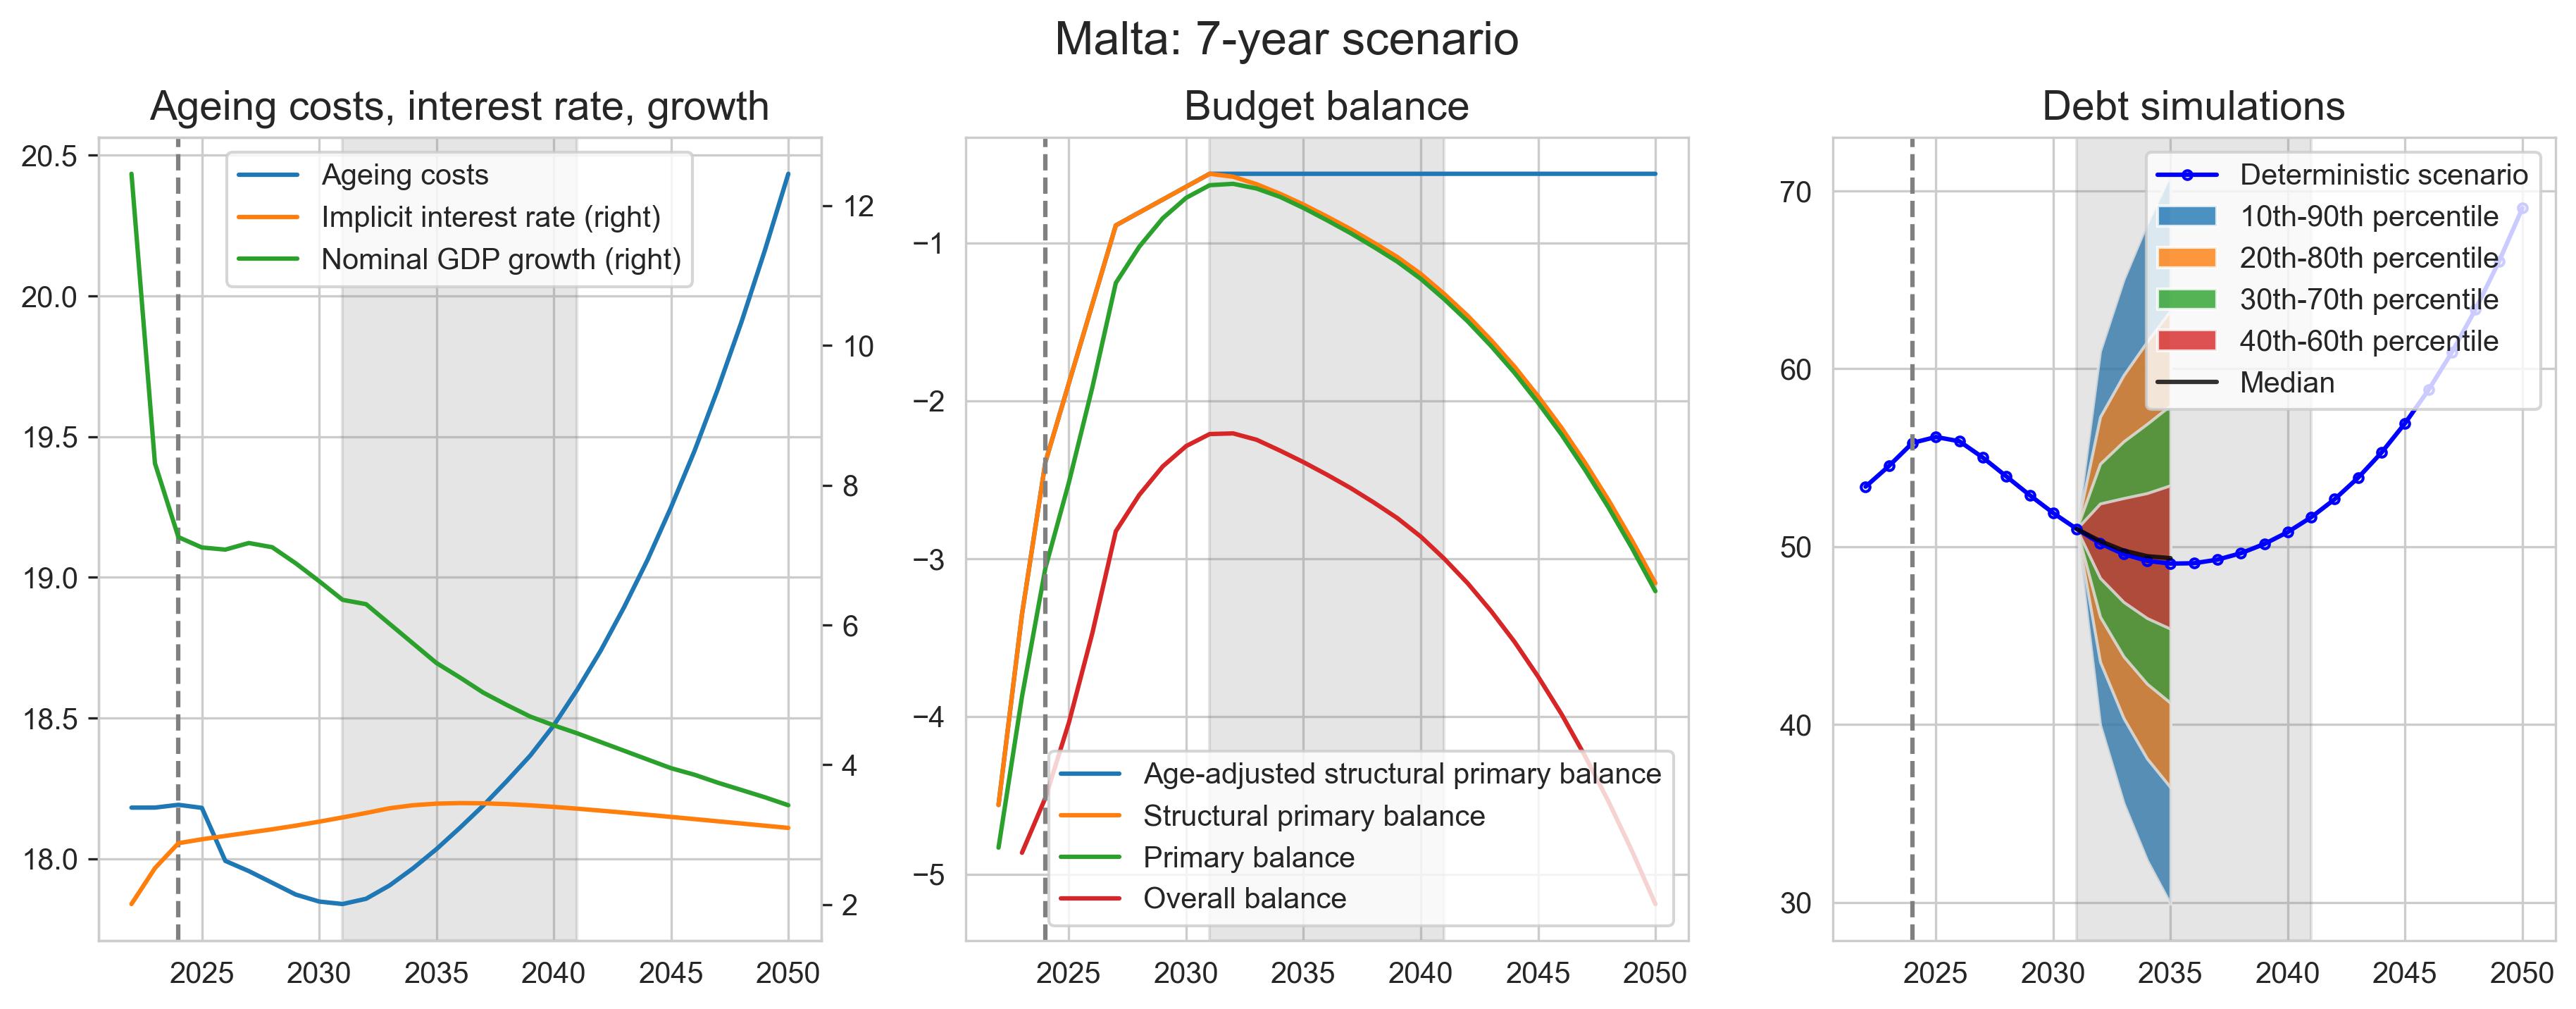 Malta: 7-year scenario
Ageing costs, interest rate, growth
20.5
20.0
19.5
19.0
18.5
18.0
12
10
8
6
4
2
Ageing costs
Implicit interest rate (right)
Nominal GDP growth (right)
2025 2030 2035 2040 2045 2050
Budget balance
−1
−2
−3
−4
−5
Age-adjusted structural primary balance
Structural primary balance
Primary balance
Overall balance
2025 2030 2035 2040 2045 2050
Debt simulations
70
60
50
40
30
Deterministic scenario
10th-90th percentile
20th-80th percentile
30th-70th percentile
40th-60th percentile
Median
2025 2030 2035 2040 2045 2050